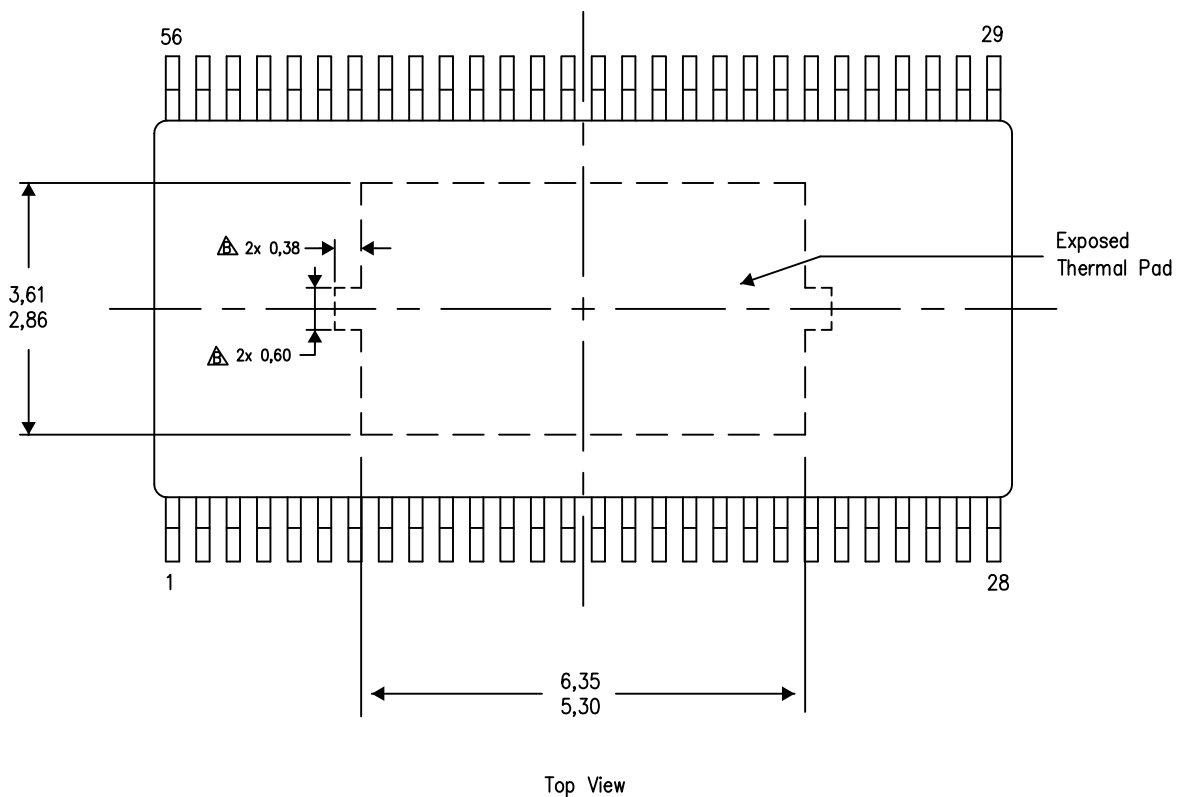 56
29
B 2x 0,38
Exposed
Thermal Pad
3,61
2,86
B 2x 0,60
1
28
6,35
5,30
Top View